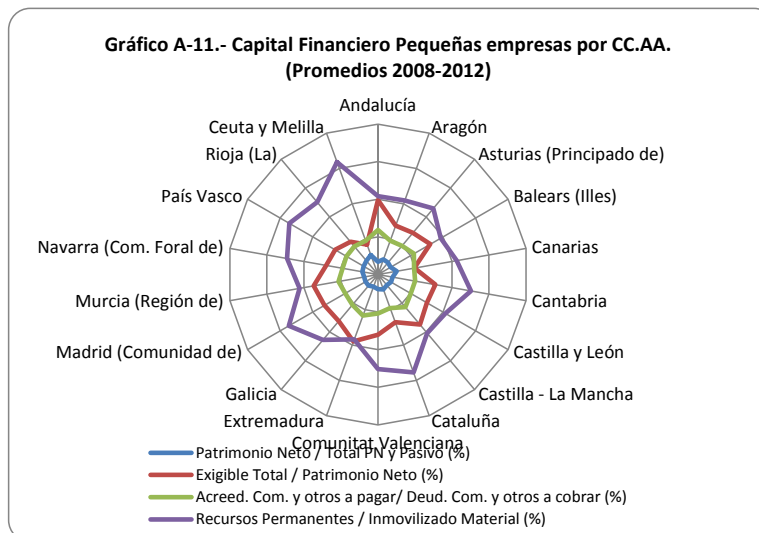 Gráfico A-11.- Capital Financiero Pequeñas empresas por CC.AA.
(Promedios 2008-2012)
Andalucía
Aragón
Asturias (Principado de)
Balears (Illes)
Canarias
Cantabria
Castilla y León
Castilla - La Mancha
Cataluña
Comunitat Valenciana
Extremadura
Galicia
Madrid (Comunidad de)
Murcia (Región de)
Navarra (Com. Foral de)
País Vasco
Rioja (La)
Ceuta y Melilla
Patrimonio Neto / Total PN y Pasivo (%)
Exigible Total / Patrimonio Neto (%)
Acreed. Com. y otros a pagar/ Deud. Com. y otros a cobrar (%)
Recursos Permanentes / Inmovilizado Material (%)